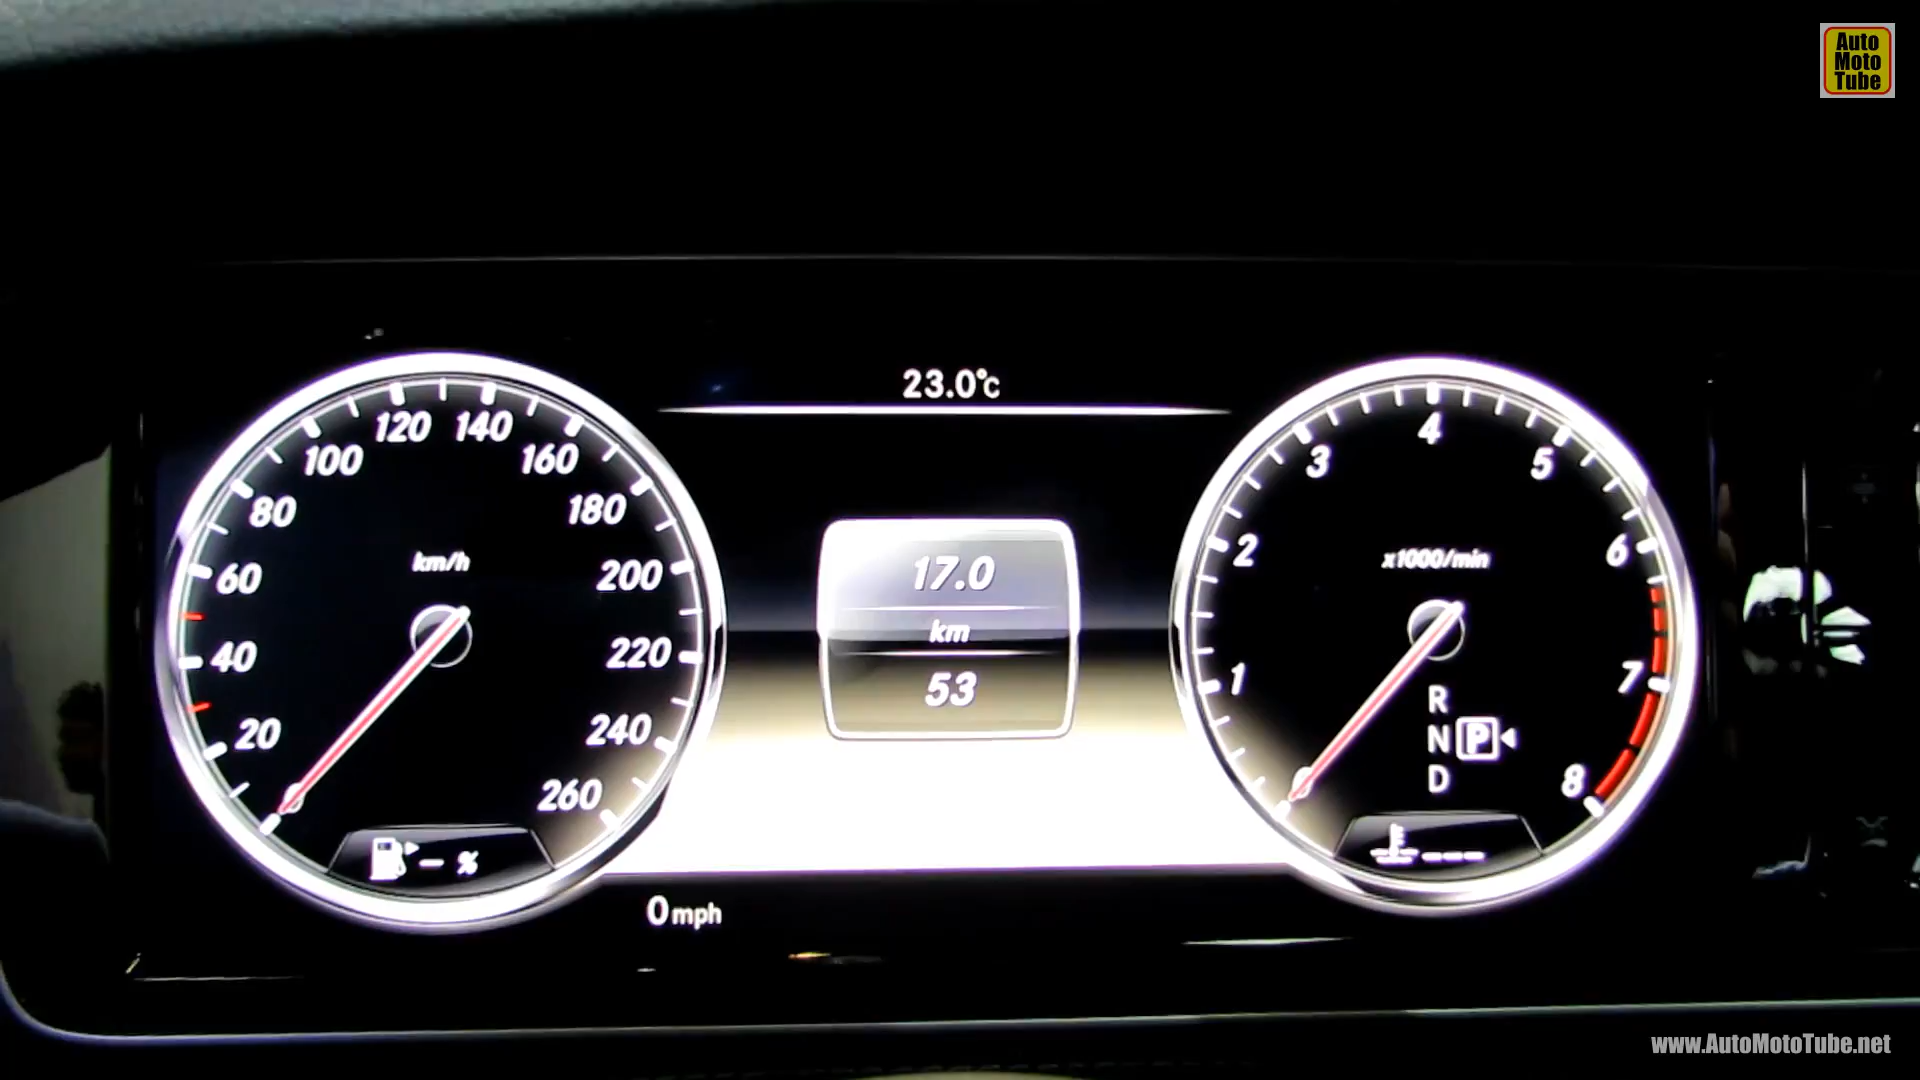 Auto
Moto
Tube
23.0°C
20
40
60
80
100
120
140
160
180
200
220
240
260
km/h
- %
17.0
km
53
1
2
3
4
5
6
7
8
x1000/min
R
N P
D
---
0 mph
www.AutoMotoTube.net